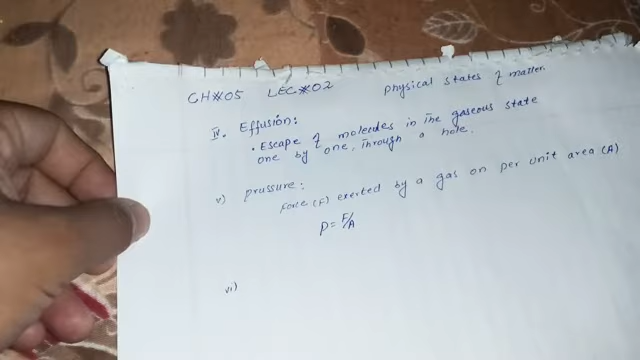 CH#05 LEC#02 Physical states of matter.
IV. Effusion:
• Escape of molecules in the gaseous state
one by one, through a hole.
v) pressure:
Force (F) exerted by a gas on per unit area (A)
P = F/A
vi)